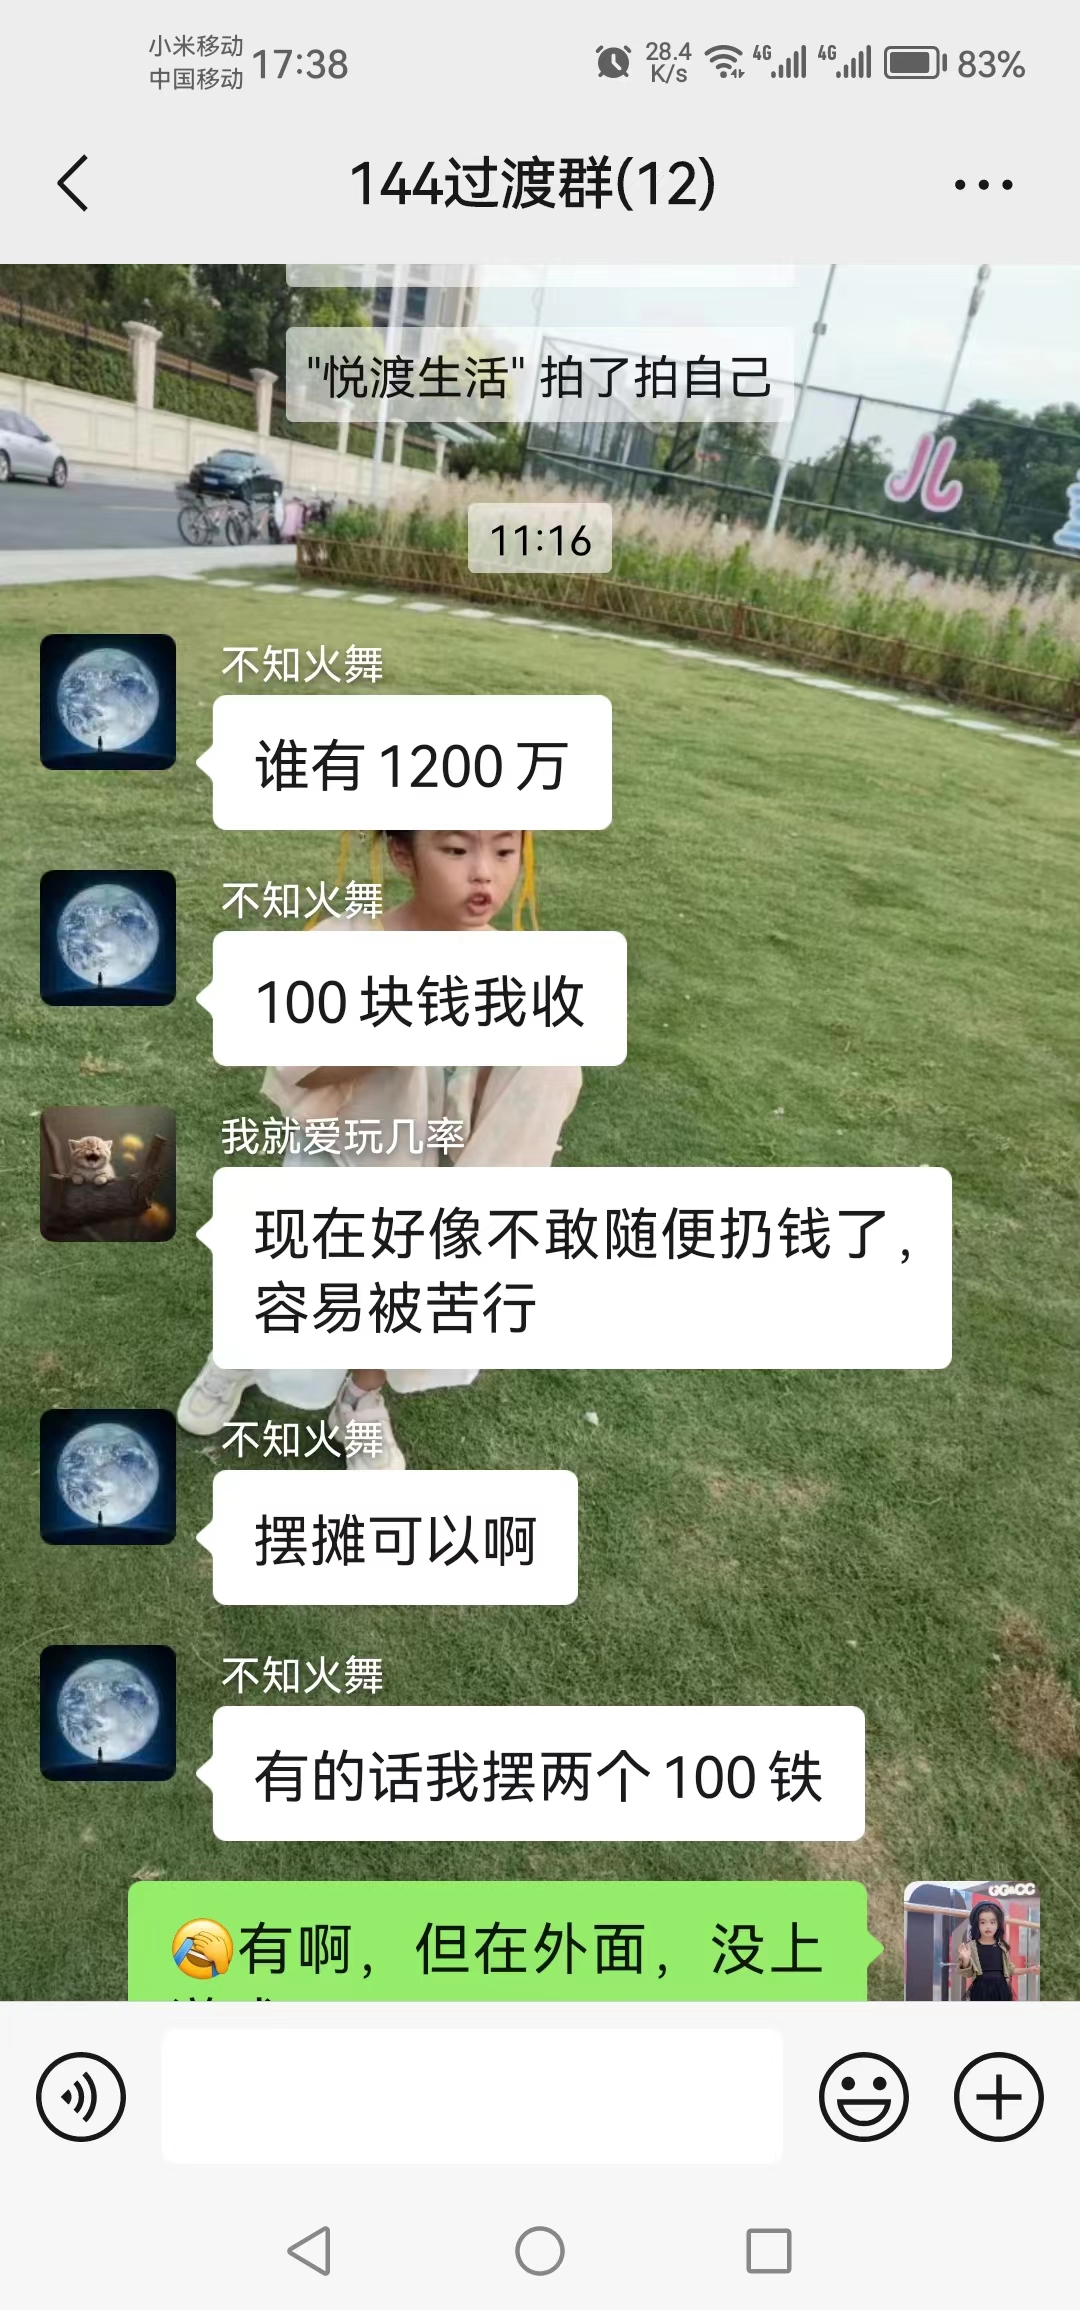 小米移动
中国移动
17:38
28.4
K/s
4G
4G
83%
144过渡群(12)
"悦渡生活" 拍了拍自己
儿
11:16
不知火舞
谁有1200万
不知火舞
100块钱我收
我就爱玩几率
现在好像不敢随便扔钱了,
容易被苦行
不知火舞
摆摊可以啊
不知火舞
有的话我摆两个100铁
🤣有啊, 但在外面, 没上
GG&CC